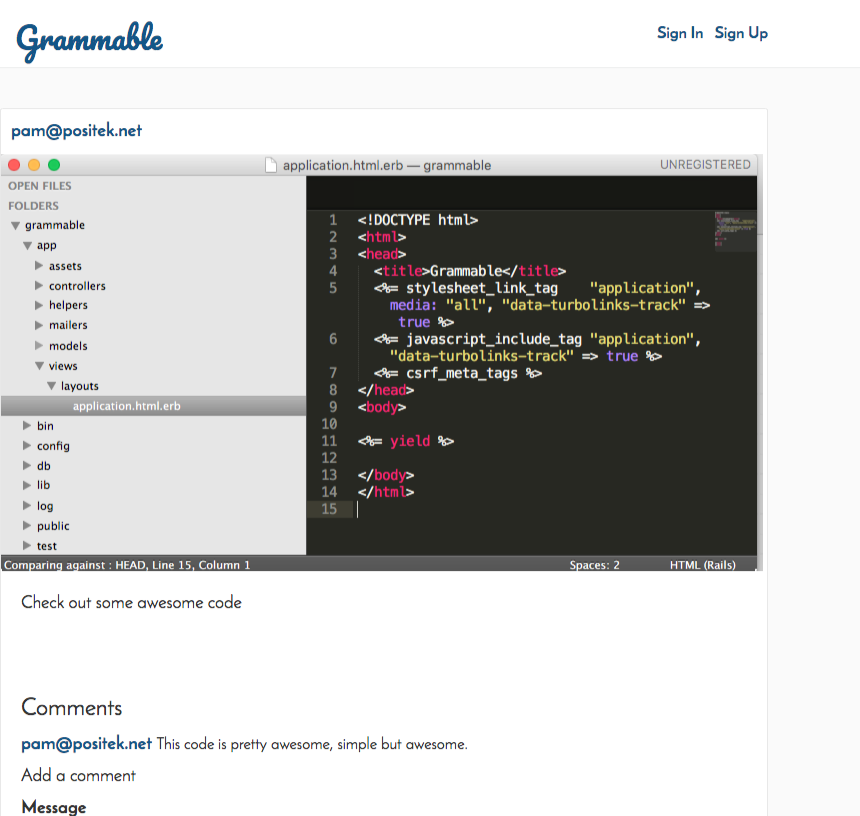 Grammable
Sign In Sign Up
pam@positek.net
application.html.erb — grammable
UNREGISTERED
OPEN FILES
FOLDERS
grammable
app
assets
controllers
helpers
mailers
models
views
layouts
application.html.erb
bin
config
db
lib
log
public
test
1 <!DOCTYPE html>
2 <html>
3 <head>
4 <title>Grammable</title>
5 <%= stylesheet_link_tag    "application",
media: "all", "data-turbolinks-track" =>
true %>
6 <%= javascript_include_tag "application",
"data-turbolinks-track" => true %>
7 <%= csrf_meta_tags %>
8 </head>
9 <body>
10
11 <%= yield %>
12
13 </body>
14 </html>
15
Comparing against : HEAD, Line 15, Column 1
Spaces: 2
HTML (Rails)
Check out some awesome code
Comments
pam@positek.net This code is pretty awesome, simple but awesome.
Add a comment
Message